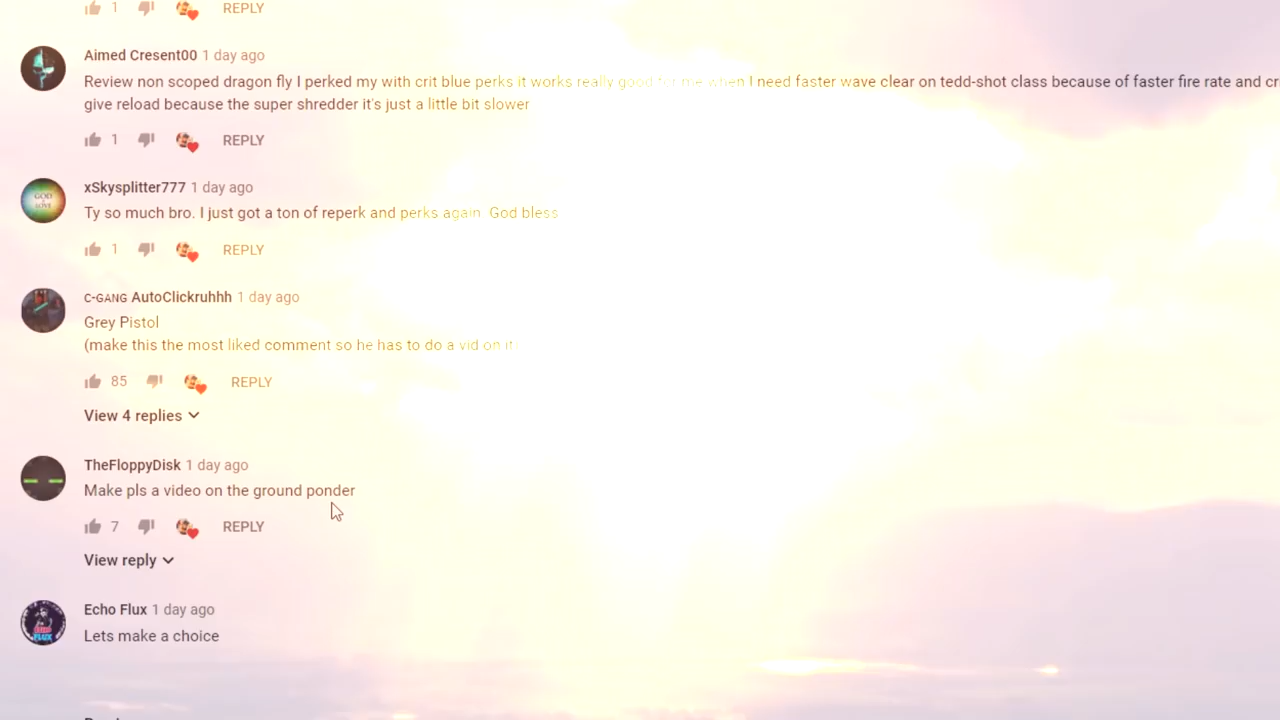 1 REPLY
Aimed Cresent00 1 day ago
Review non scoped dragon fly I perked my with crit blue perks it works really good for me when I need faster wave clear on tedd-shot class because of faster fire rate and cri
give reload because the super shredder it's just a little bit slower
1 REPLY
GOD IS LOVE
xSkysplitter777 1 day ago
Ty so much bro. I just got a ton of reperk and perks again. God bless
1 REPLY
C-GANG AutoClickruhhh 1 day ago
Grey Pistol
(make this the most liked comment so he has to do a vid on it
85 REPLY
View 4 replies
TheFloppyDisk 1 day ago
Make pls a video on the ground ponder
7 REPLY
View reply
Echo Flux 1 day ago
Lets make a choice